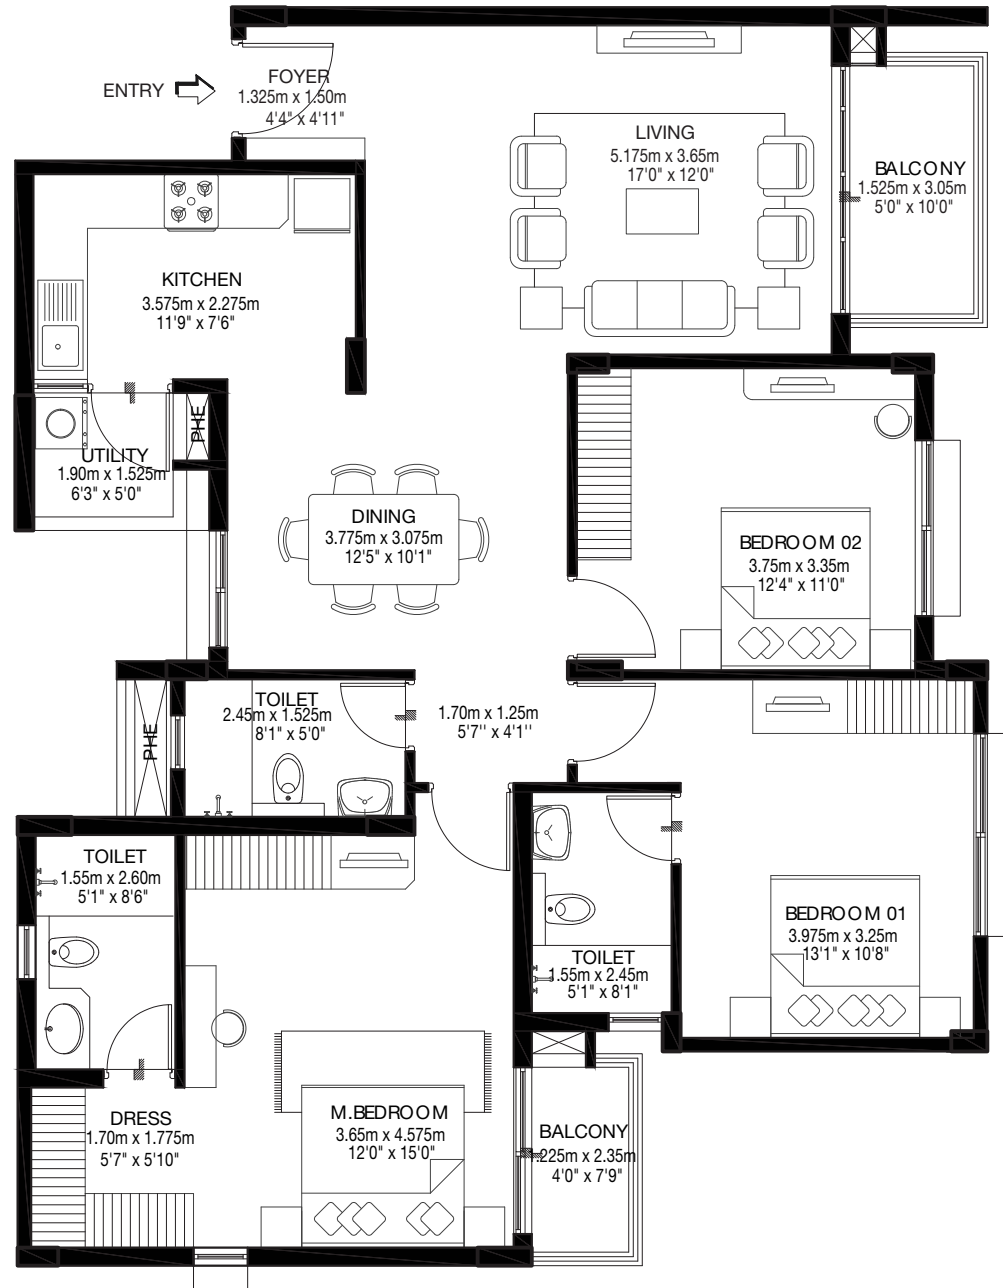 ENTRY
FOYER
1.325m x 1.50m
4'4" x 4'11"
LIVING
5.175m x 3.65m
17'0" x 12'0"
BALCONY
1.525m x 3.05m
5'0" x 10'0"
KITCHEN
3.575m x 2.275m
11'9" x 7'6"
PHE
UTILITY
1.90m x 1.525m
6'3" x 5'0"
DINING
3.775m x 3.075m
12'5" x 10'1"
BEDROOM 02
3.75m x 3.35m
12'4" x 11'0"
PHE
TOILET
2.45m x 1.525m
8'1" x 5'0"
1.70m x 1.25m
5'7'' x 4'1''
TOILET
1.55m x 2.60m
5'1" x 8'6"
BEDROOM 01
3.975m x 3.25m
13'1" x 10'8"
TOILET
1.55m x 2.45m
5'1" x 8'1"
DRESS
1.70m x 1.775m
5'7" x 5'10"
M.BEDROOM
3.65m x 4.575m
12'0" x 15'0"
BALCONY
1.225m x 2.35m
4'0" x 7'9"